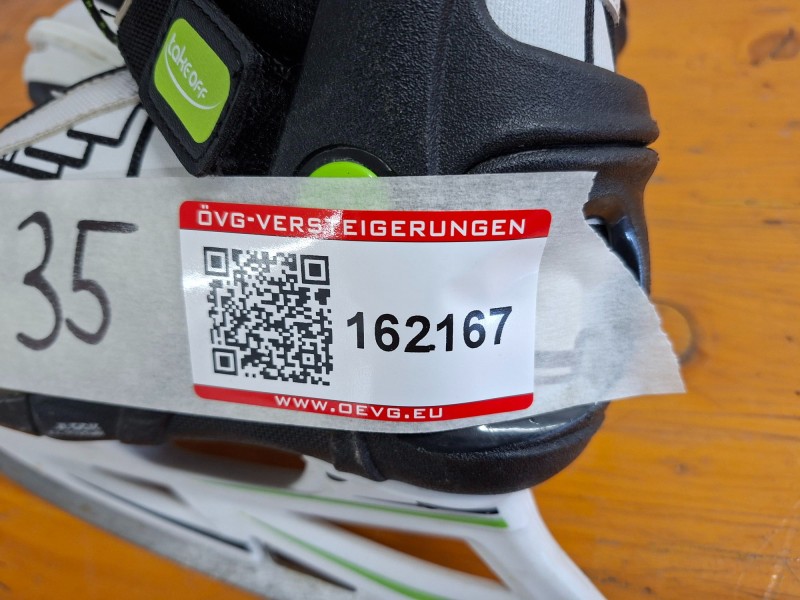 takeoff
35
ÖVG-VERSTEIGERUNGEN
162167
WWW.OEVG.EU